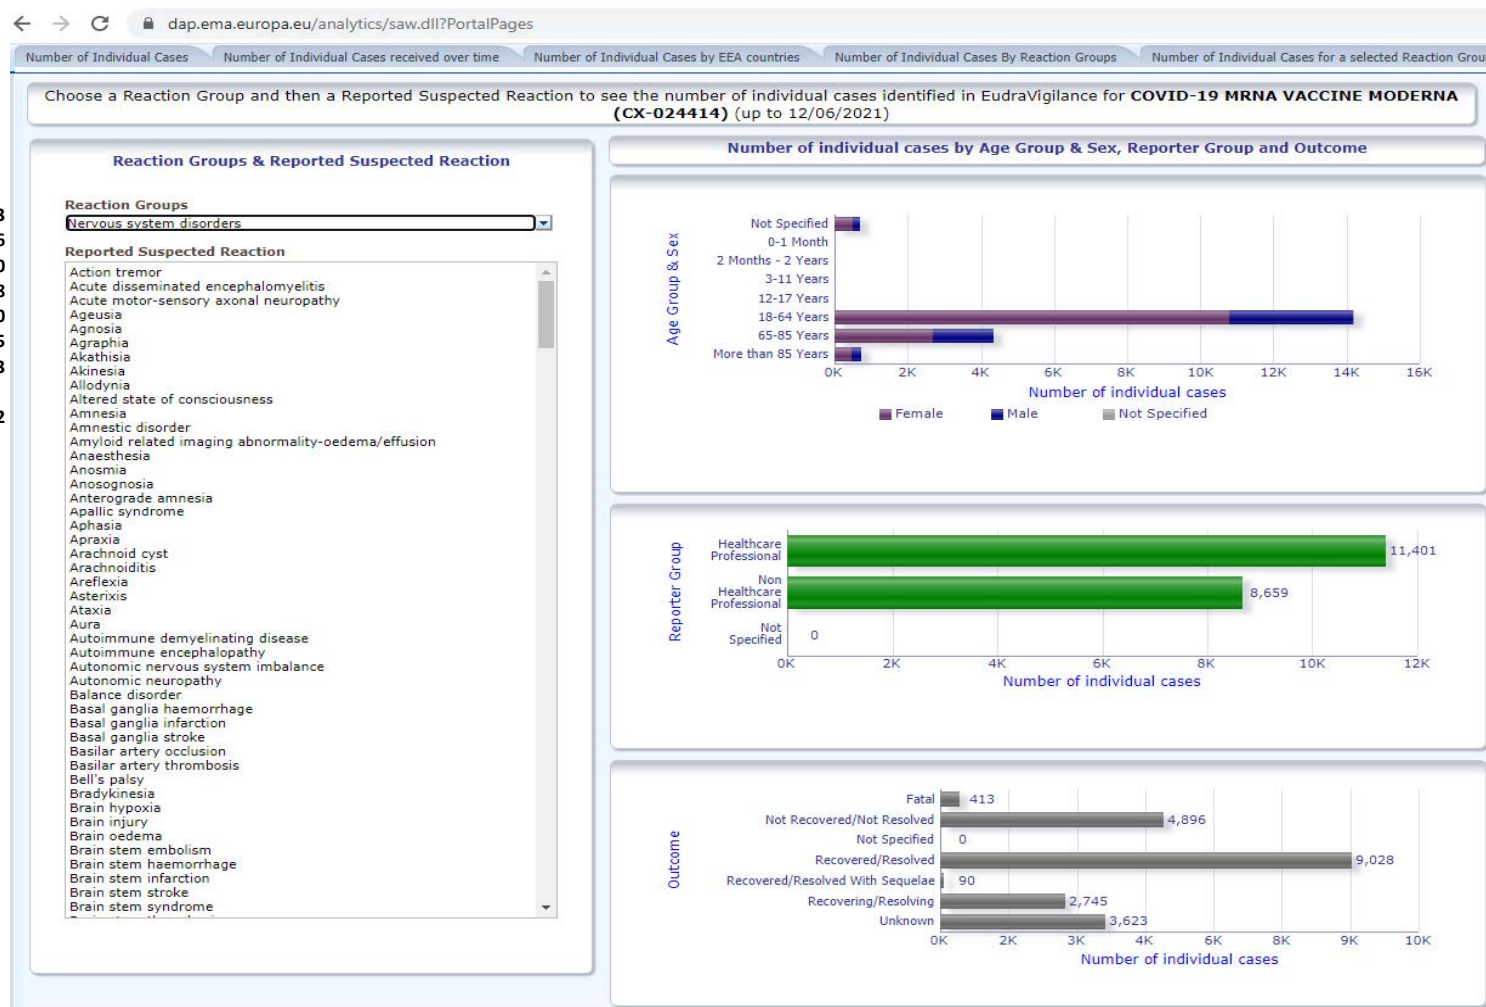 dap.ema.europa.eu/analytics/saw.dll?PortalPages
Number of Individual Cases
Number of Individual Cases received over time
Number of Individual Cases by EEA countries
Number of Individual Cases By Reaction Groups
Number of Individual Cases for a selected Reaction Grou
Choose a Reaction Group and then a Reported Suspected Reaction to see the number of individual cases identified in EudraVigilance for COVID-19 MRNA VACCINE MODERNA
(CX-024414) (up to 12/06/2021)
Reaction Groups & Reported Suspected Reaction
Reaction Groups
Nervous system disorders
Reported Suspected Reaction
Action tremor
Acute disseminated encephalomyelitis
Acute motor-sensory axonal neuropathy
Ageusia
Agnosia
Agraphia
Akathisia
Akinesia
Allodynia
Altered state of consciousness
Amnesia
Amnestic disorder
Amyloid related imaging abnormality-oedema/effusion
Anaesthesia
Anosmia
Anosognosia
Anterograde amnesia
Apallic syndrome
Aphasia
Apraxia
Arachnoid cyst
Arachnoiditis
Areflexia
Asterixis
Ataxia
Aura
Autoimmune demyelinating disease
Autoimmune encephalopathy
Autonomic nervous system imbalance
Autonomic neuropathy
Balance disorder
Basal ganglia haemorrhage
Basal ganglia infarction
Basal ganglia stroke
Basilar artery occlusion
Basilar artery thrombosis
Bell's palsy
Bradykinesia
Brain hypoxia
Brain injury
Brain oedema
Brain stem embolism
Brain stem haemorrhage
Brain stem infarction
Brain stem stroke
Brain stem syndrome
Number of individual cases by Age Group & Sex, Reporter Group and Outcome
Age Group & Sex
Not Specified
0-1 Month
2 Months - 2 Years
3-11 Years
12-17 Years
18-64 Years
65-85 Years
More than 85 Years
0K 2K 4K 6K 8K 10K 12K 14K 16K
Number of individual cases
Female Male Not Specified
Reporter Group
Healthcare
Professional
11,401
Non
Healthcare
Professional
8,659
Not
Specified
0
0K 2K 4K 6K 8K 10K 12K
Number of individual cases
Outcome
Fatal 413
Not Recovered/Not Resolved 4,896
Not Specified 0
Recovered/Resolved 9,028
Recovered/Resolved With Sequelae 90
Recovering/Resolving 2,745
Unknown 3,623
0K 2K 3K 4K 6K 8K 9K 10K
Number of individual cases